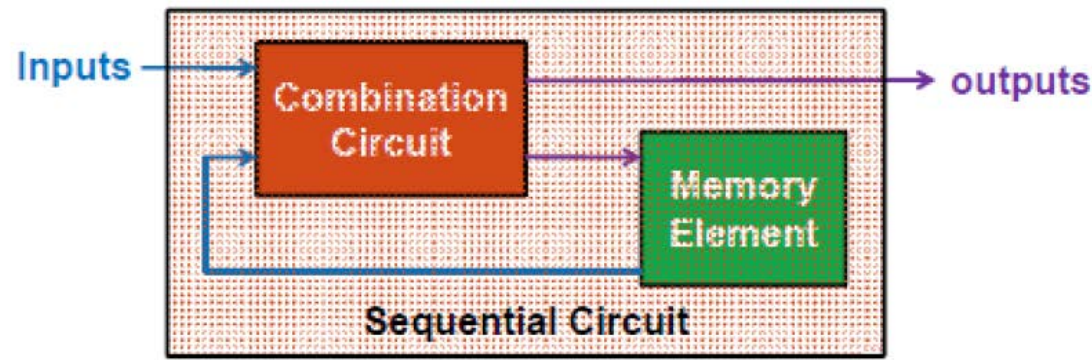 Inputs
Combination
Circuit
outputs
Memory
Element
Sequential Circuit